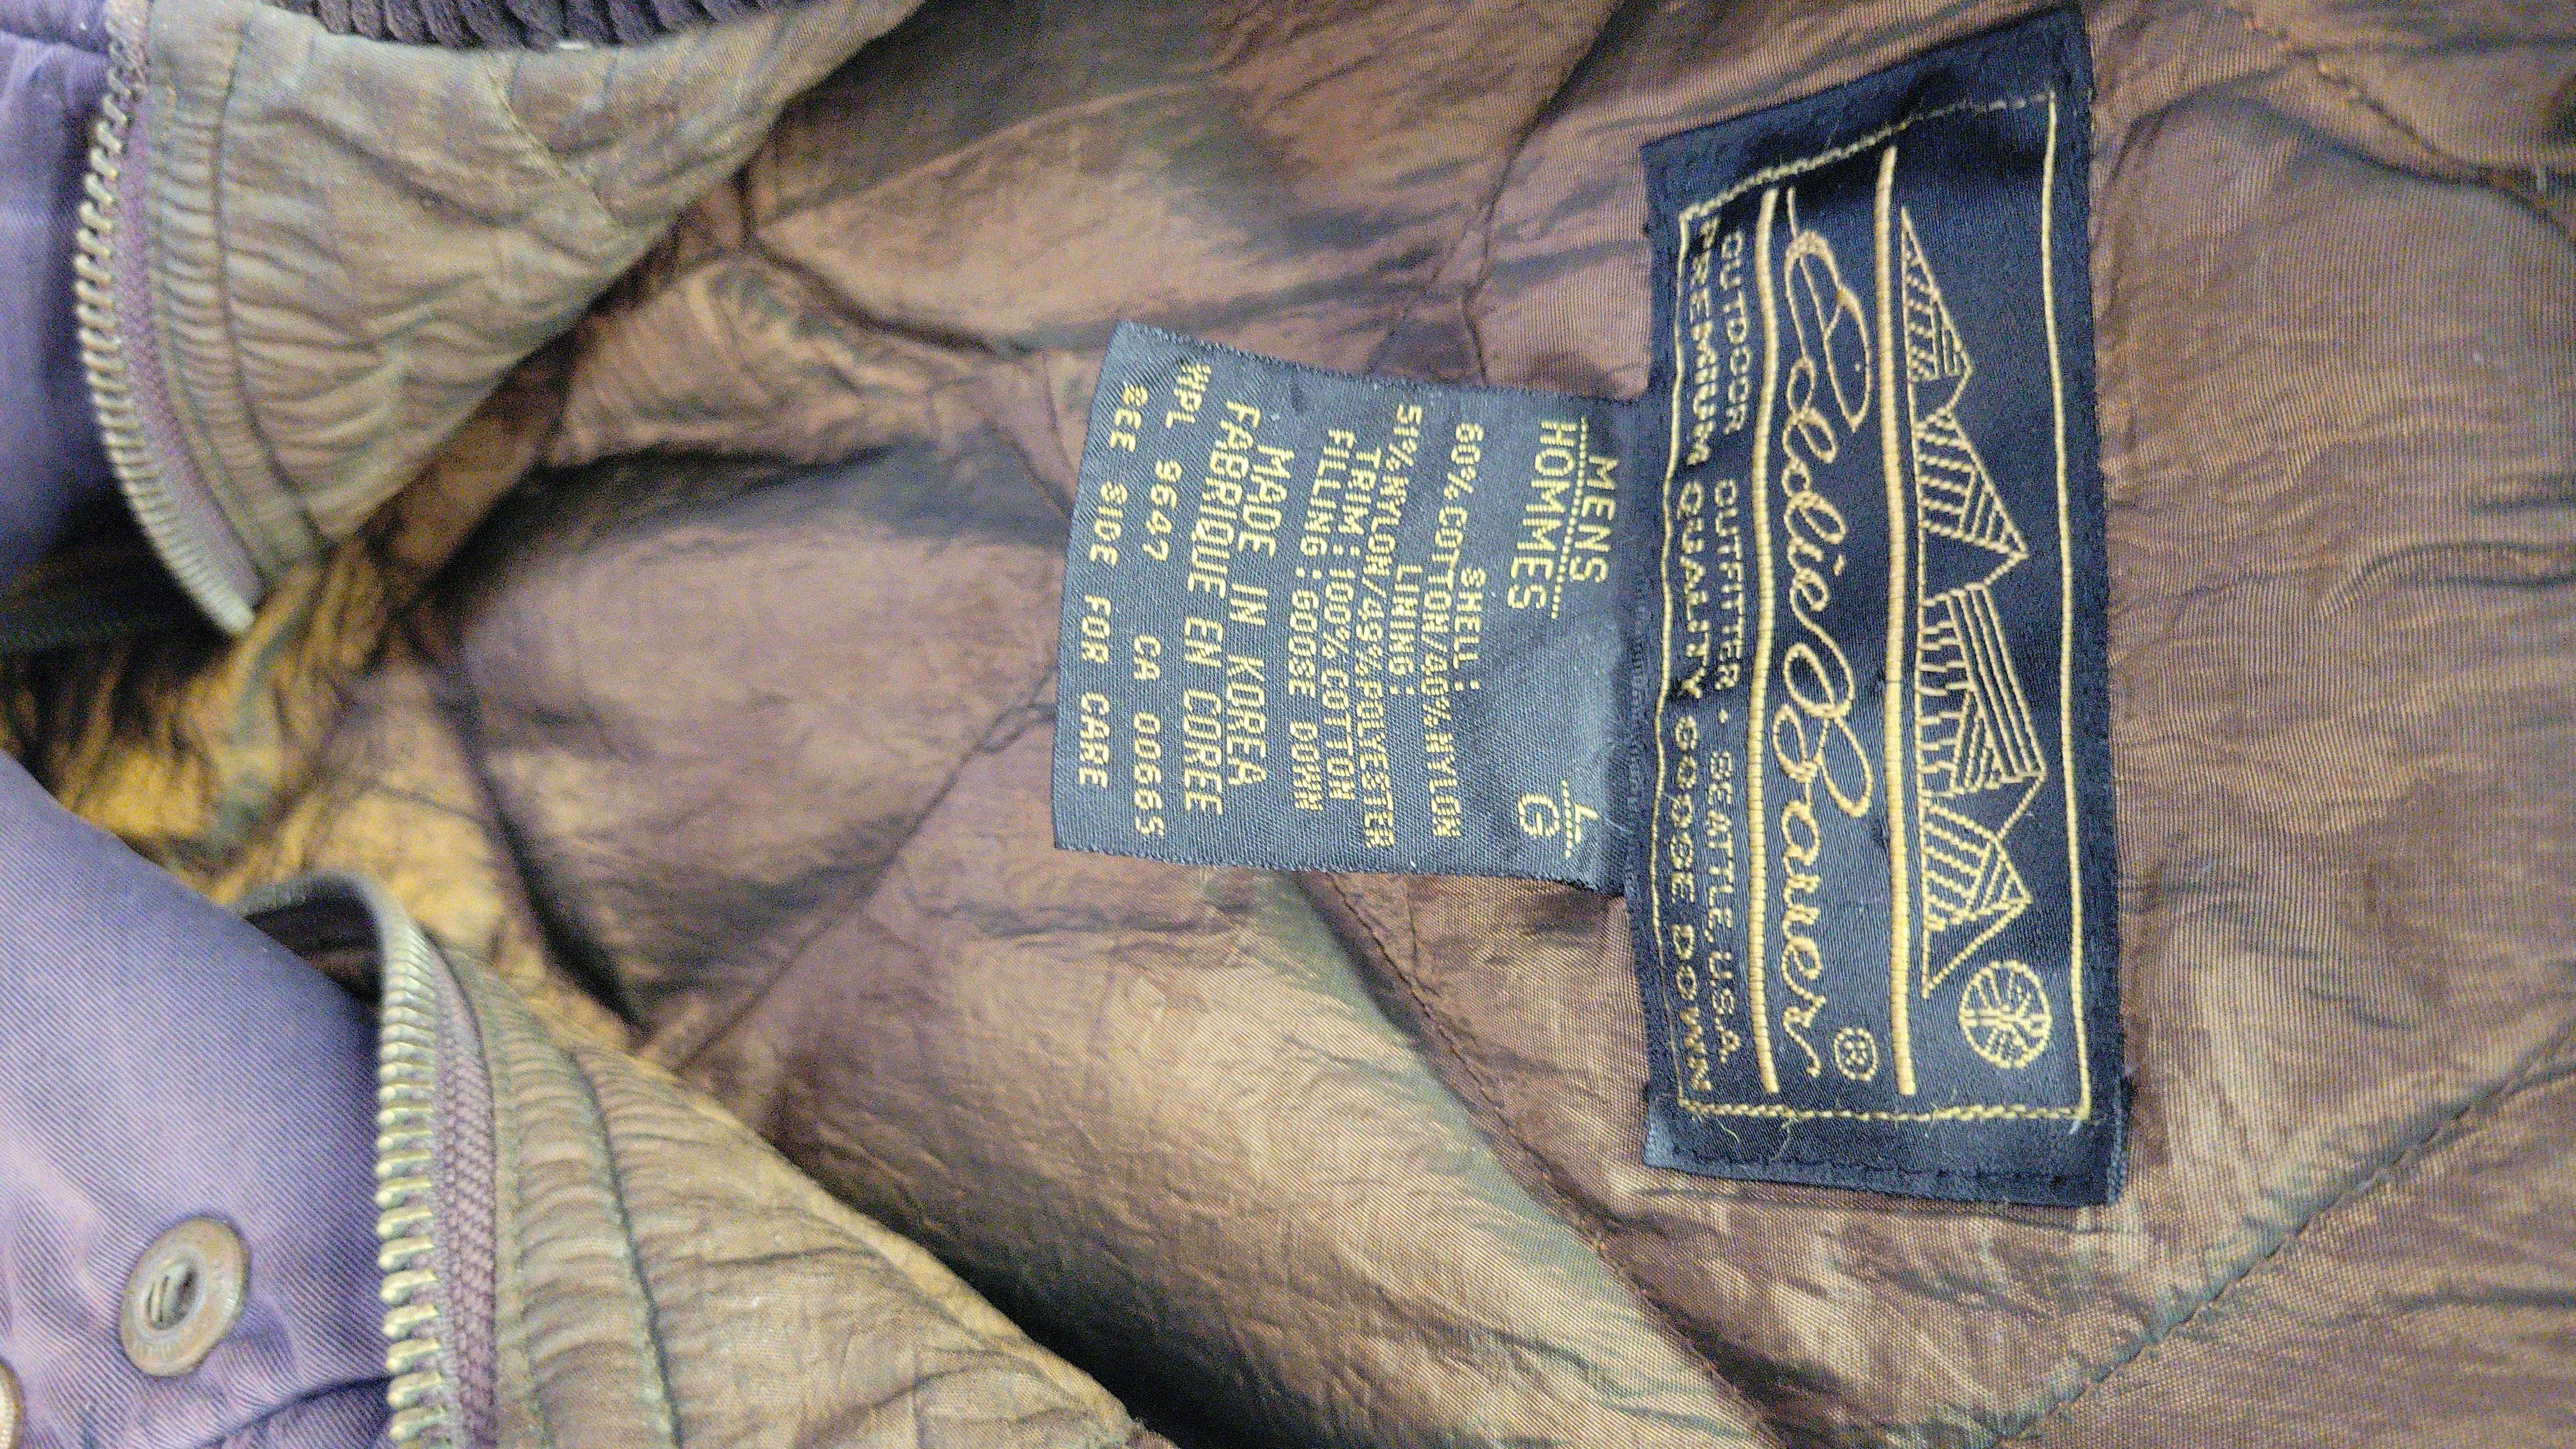 Eddie Bauer ®
OUTDOOR OUTFITTER · SEATTLE, U.S.A.
PREMIUM QUALITY GOOSE DOWN
MENS L
HOMMES G
SHELL:
60% COTTON/40% NYLON
LINING:
51% NYLON/49% POLYESTER
TRIM: 100% COTTON
FILLING: GOOSE DOWN
MADE IN KOREA
FABRIQUE EN COREE
WPL 9647 CA 00665
SEE SIDE FOR CARE